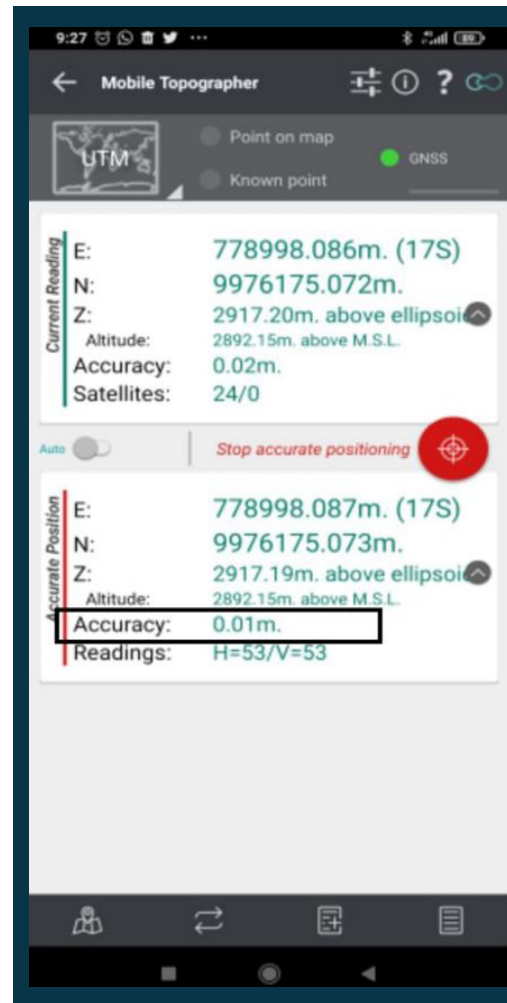 9:27 ...
4G 89
Mobile Topographer
?
UTM
Point on map
Known point
GNSS
Current Reading
E: 778998.086m. (17S)
N: 9976175.072m.
Z: 2917.20m. above ellipsoi
Altitude: 2892.15m. above M.S.L.
Accuracy: 0.02m.
Satellites: 24/0
Auto
Stop accurate positioning
Accurate Position
E: 778998.087m. (17S)
N: 9976175.073m.
Z: 2917.19m. above ellipsoi
Altitude: 2892.15m. above M.S.L.
Accuracy: 0.01m.
Readings: H=53/V=53